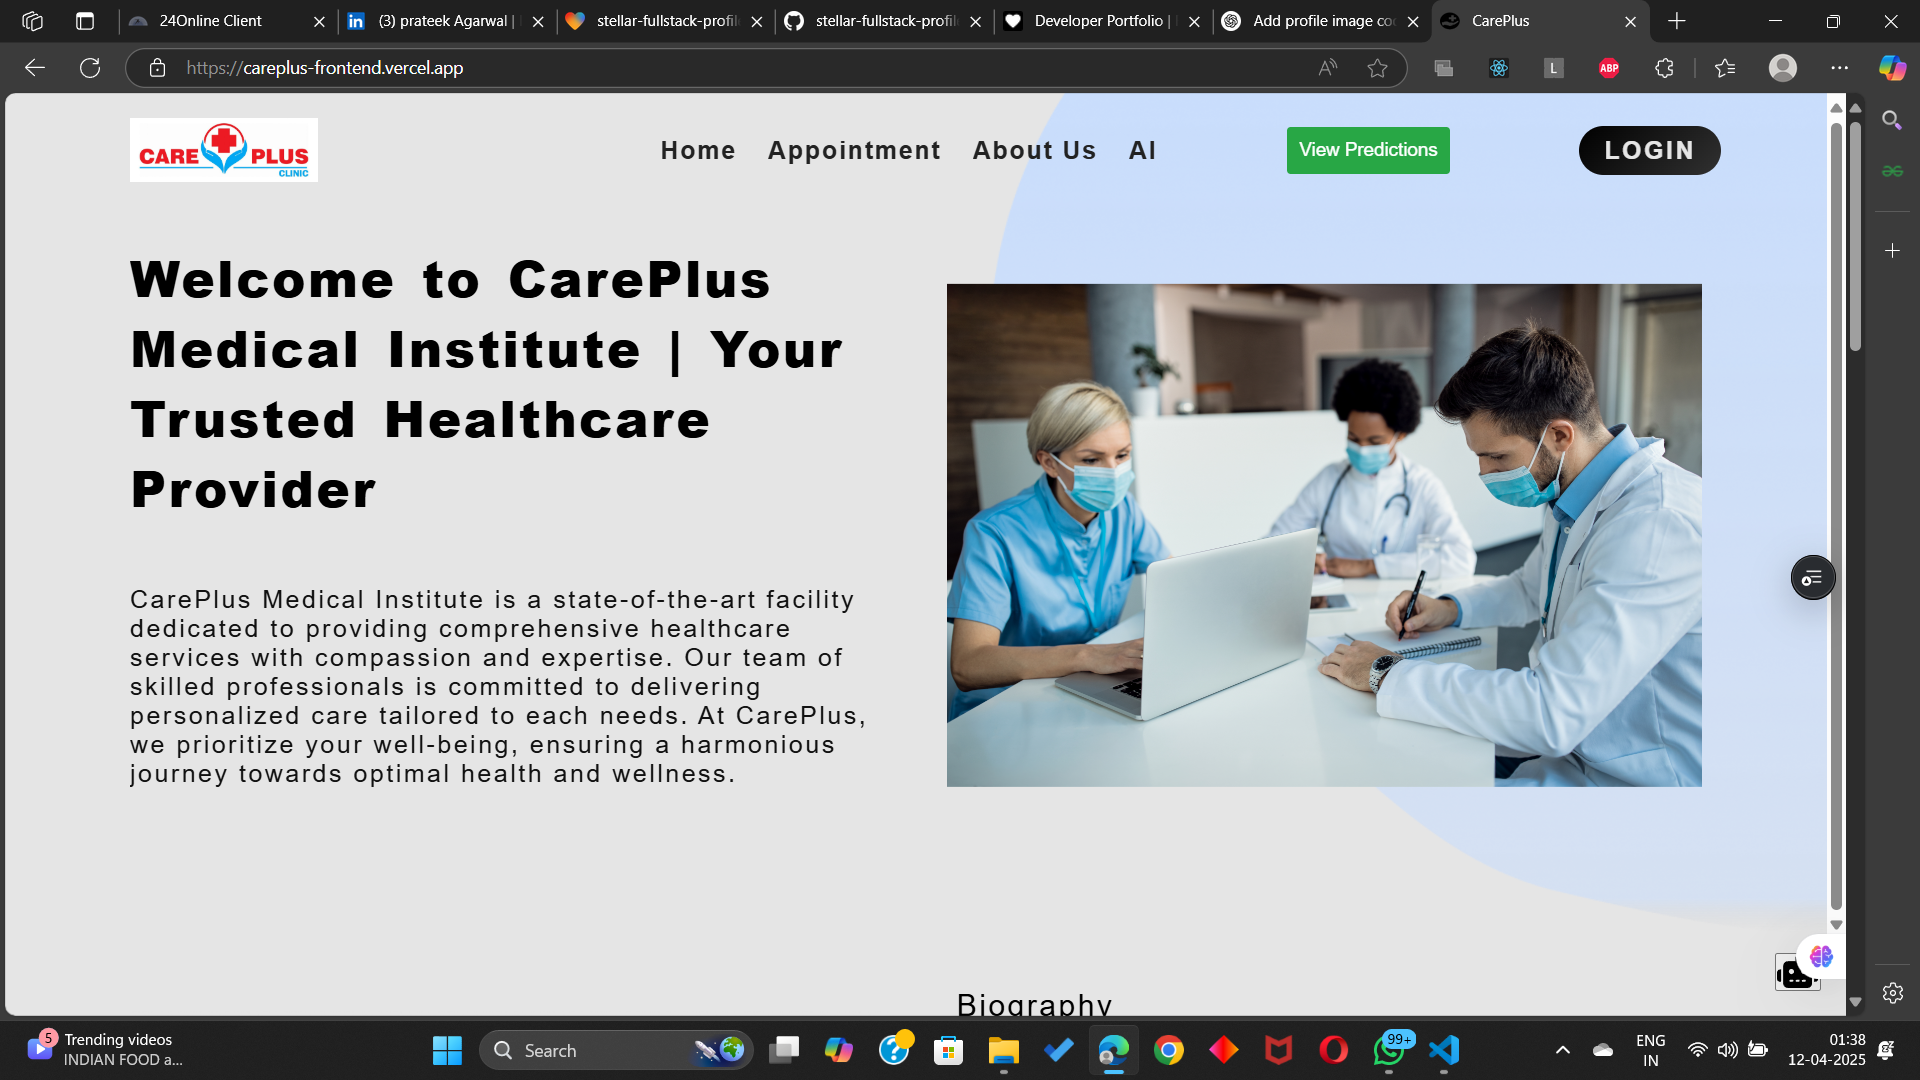 24Online Client
(3) prateek Agarwal |
stellar-fullstack-profil
stellar-fullstack-profil
Developer Portfolio |
Add profile image co
CarePlus
https://careplus-frontend.vercel.app
A
L
ABP
CARE PLUS
CLINIC
Home
Appointment
About Us
AI
View Predictions
LOGIN
Welcome to CarePlus
Medical Institute | Your
Trusted Healthcare
Provider
CarePlus Medical Institute is a state-of-the-art facility
dedicated to providing comprehensive healthcare
services with compassion and expertise. Our team of
skilled professionals is committed to delivering
personalized care tailored to each needs. At CarePlus,
we prioritize your well-being, ensuring a harmonious
journey towards optimal health and wellness.
Biography
5
Trending videos
INDIAN FOOD a...
Search
99+
ENG
IN
01:38
12-04-2025